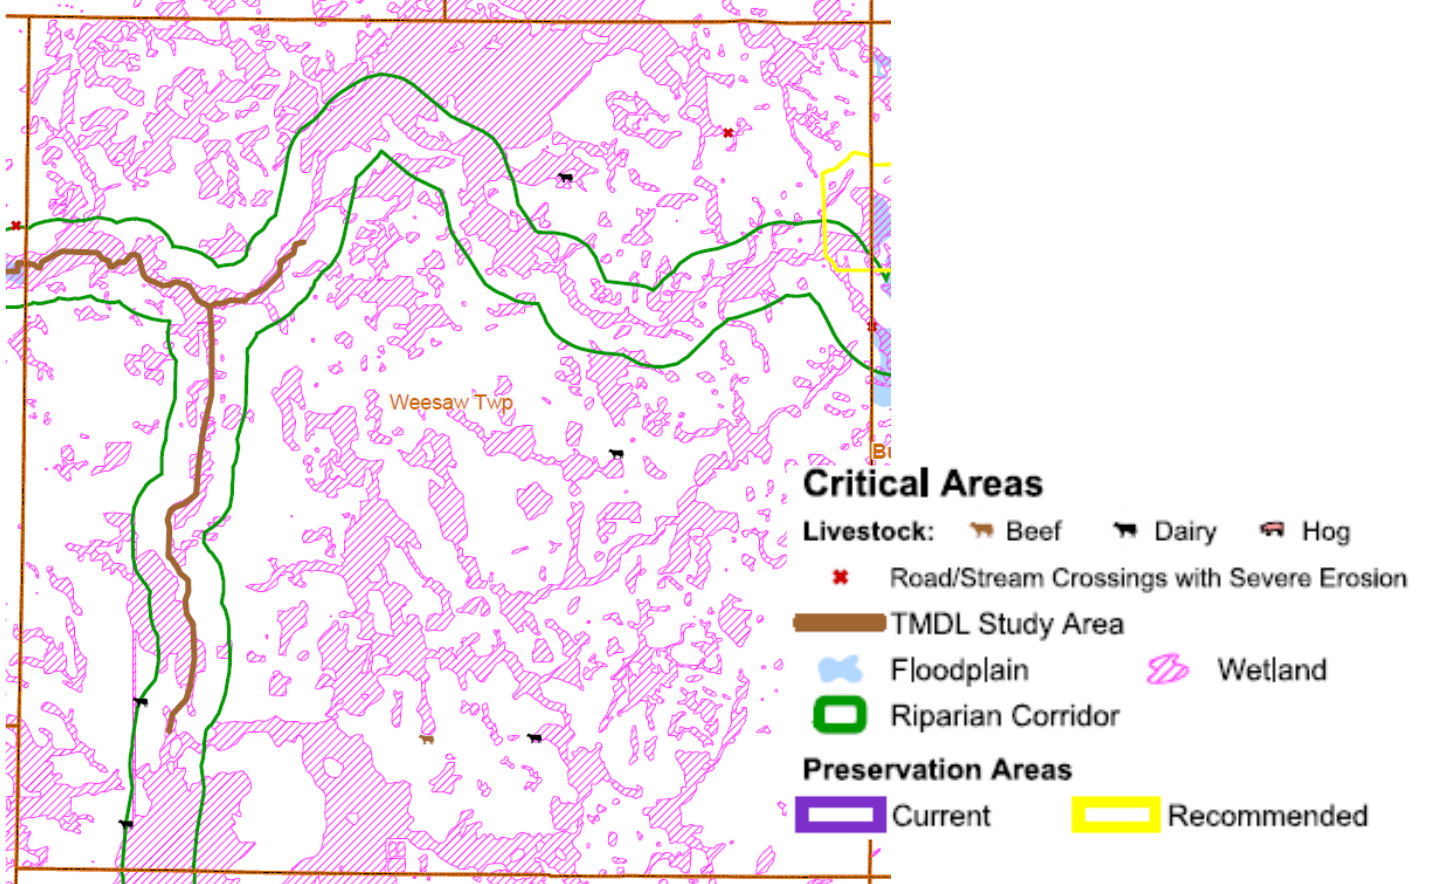 Weesaw Twp
Bu
Critical Areas
Livestock: Beef Dairy Hog
Road/Stream Crossings with Severe Erosion
TMDL Study Area
Floodplain Wetland
Riparian Corridor
Preservation Areas
Current Recommended